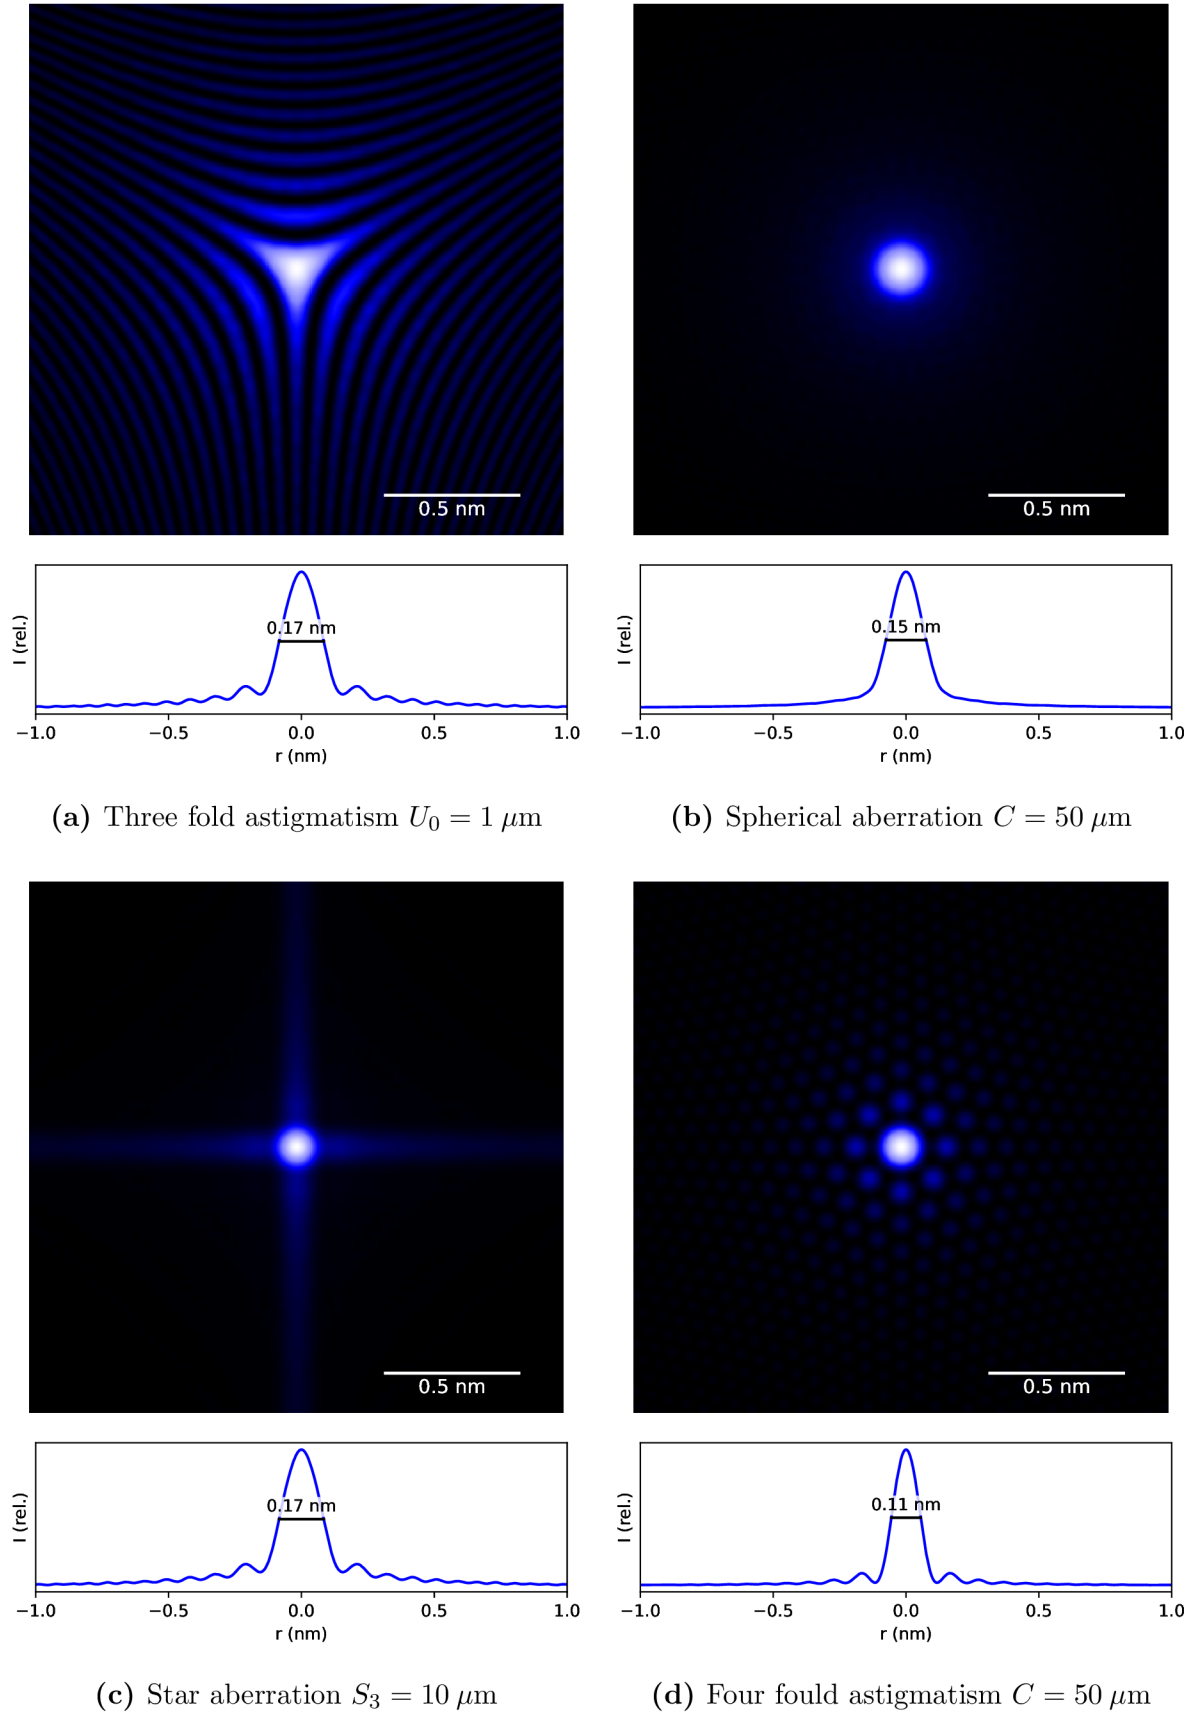 0.5 nm
0.5 nm
I (rel.)
0.17 nm
−1.0 −0.5 0.0 0.5 1.0
r (nm)
I (rel.)
0.15 nm
−1.0 −0.5 0.0 0.5 1.0
r (nm)
(a) Three fold astigmatism U₀ = 1 μm
(b) Spherical aberration C = 50 μm
0.5 nm
0.5 nm
I (rel.)
0.17 nm
−1.0 −0.5 0.0 0.5 1.0
r (nm)
I (rel.)
0.11 nm
−1.0 −0.5 0.0 0.5 1.0
r (nm)
(c) Star aberration S₃ = 10 μm
(d) Four fould astigmatism C = 50 μm